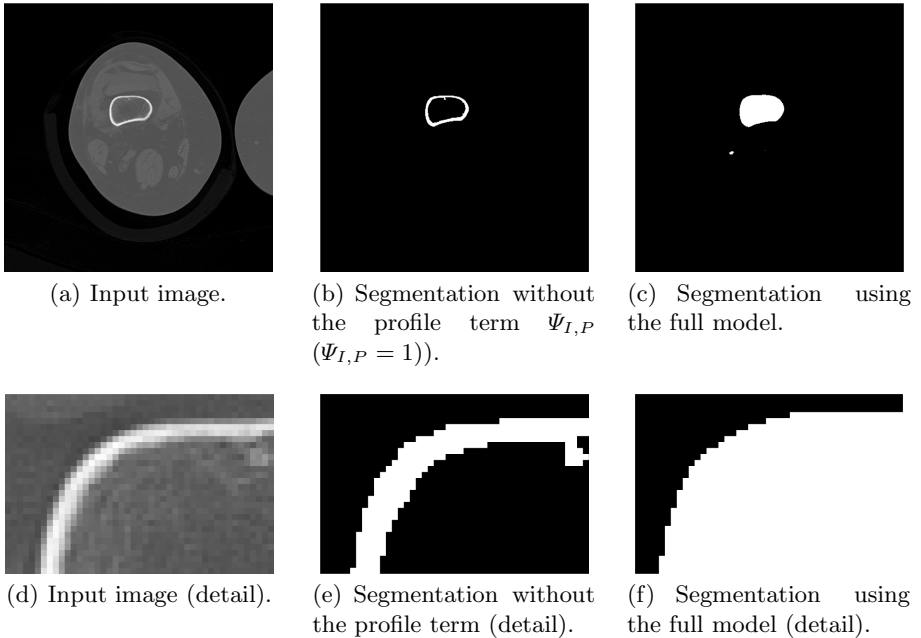 (a) Input image.
(b) Segmentation without
the profile term Ψ_{I,P}
(Ψ_{I,P} = 1)).
(c) Segmentation using
the full model.
(d) Input image (detail).
(e) Segmentation without
the profile term (detail).
(f) Segmentation using
the full model (detail).